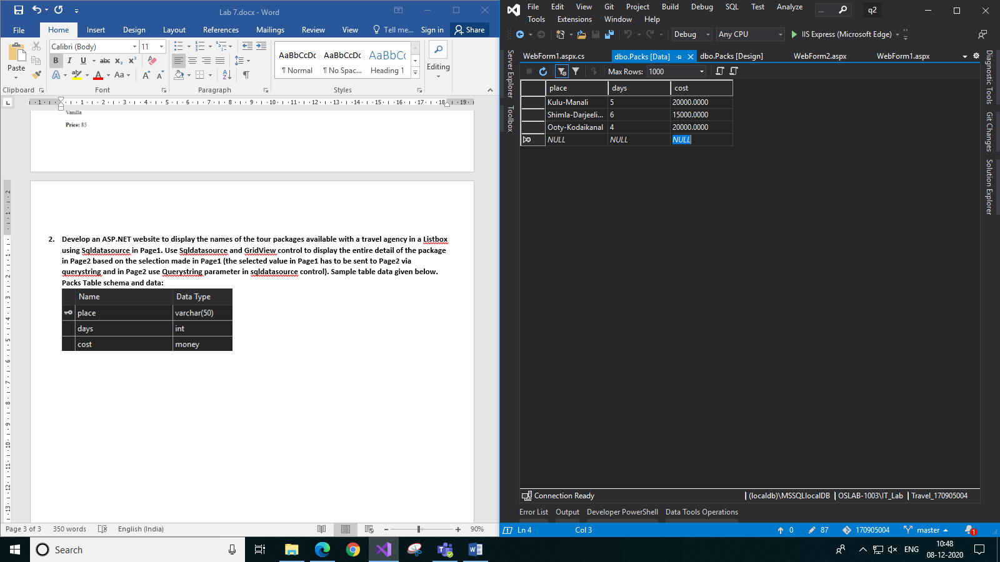 Lab 7.docx - Word
File Home Insert Design Layout References Mailings Review View Tell me... Sign in Share
Calibri (Body) 11
Paste
B I U abc x₂ x²
A aby A Aa A A
AaBbCcDc AaBbCcDc AaBbCc
¶ Normal ¶ No Spac... Heading 1
Editing
Clipboard Font Paragraph Styles
Vanilla
Price: 85
2. Develop an ASP.NET website to display the names of the tour packages available with a travel agency in a Listbox
using Sqldatasource in Page1. Use Sqldatasource and GridView control to display the entire detail of the package
in Page2 based on the selection made in Page1 (the selected value in Page1 has to be sent to Page2 via
querystring and in Page2 use Querystring parameter in sqldatasource control). Sample table data given below.
Packs Table schema and data:
Name Data Type
place varchar(50)
days int
cost money
Page 3 of 3 350 words English (India) 90%
File Edit View Git Project Build Debug SQL Test Analyze ... q2
Tools Extensions Window Help
Debug Any CPU IIS Express (Microsoft Edge)
Server Explorer
Toolbox
WebForm1.aspx.cs dbo.Packs [Data] dbo.Packs [Design] WebForm2.aspx WebForm1.aspx
Max Rows: 1000
place days cost
Kulu-Manali 5 20000.0000
Shimla-Darjeeli... 6 15000.0000
Ooty-Kodaikanal 4 20000.0000
NULL NULL NULL
Diagnostic Tools
Git Changes
Solution Explorer
Connection Ready | (localdb)\MSSQLlocalDB | OSLAB-1003\IT_Lab | Travel_170905004
Error List Output Developer PowerShell Data Tools Operations
Ln 4 Col 3 0 87 170905004 master 1
Search
ENG
10:48
08-12-2020